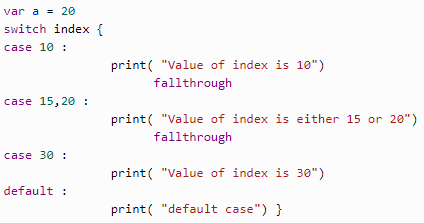 var a = 20
switch index {
case 10 :
print( "Value of index is 10")
fallthrough
case 15,20 :
print( "Value of index is either 15 or 20")
fallthrough
case 30 :
print( "Value of index is 30")
default :
print( "default case") }